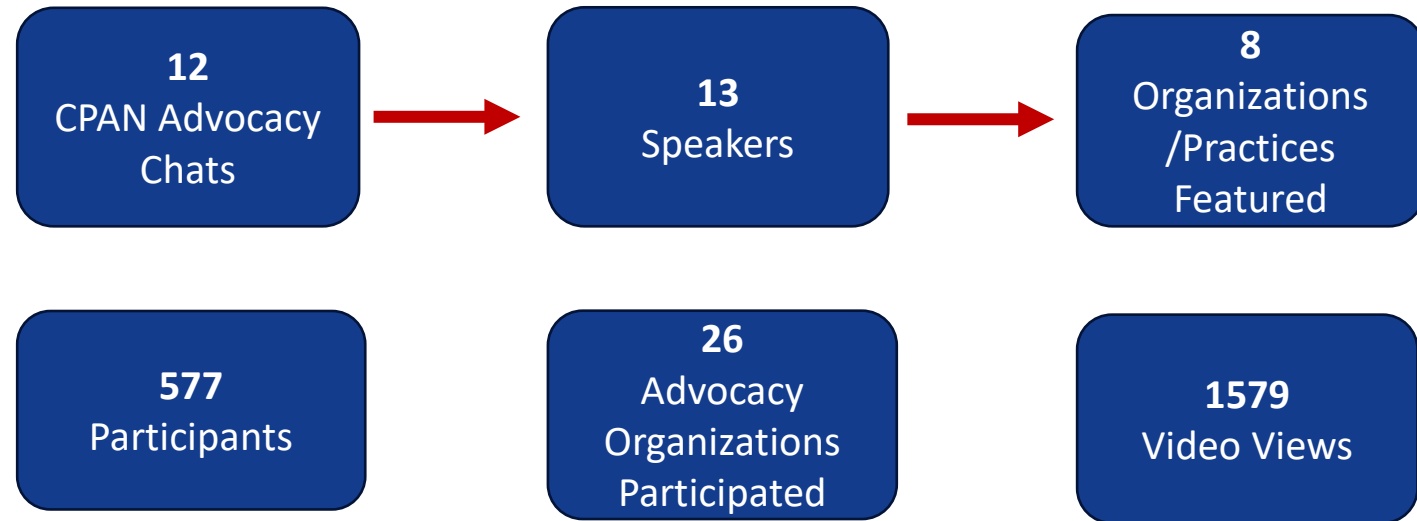 12
CPAN Advocacy
Chats
13
Speakers
8
Organizations
/Practices
Featured
577
Participants
26
Advocacy
Organizations
Participated
1579
Video Views